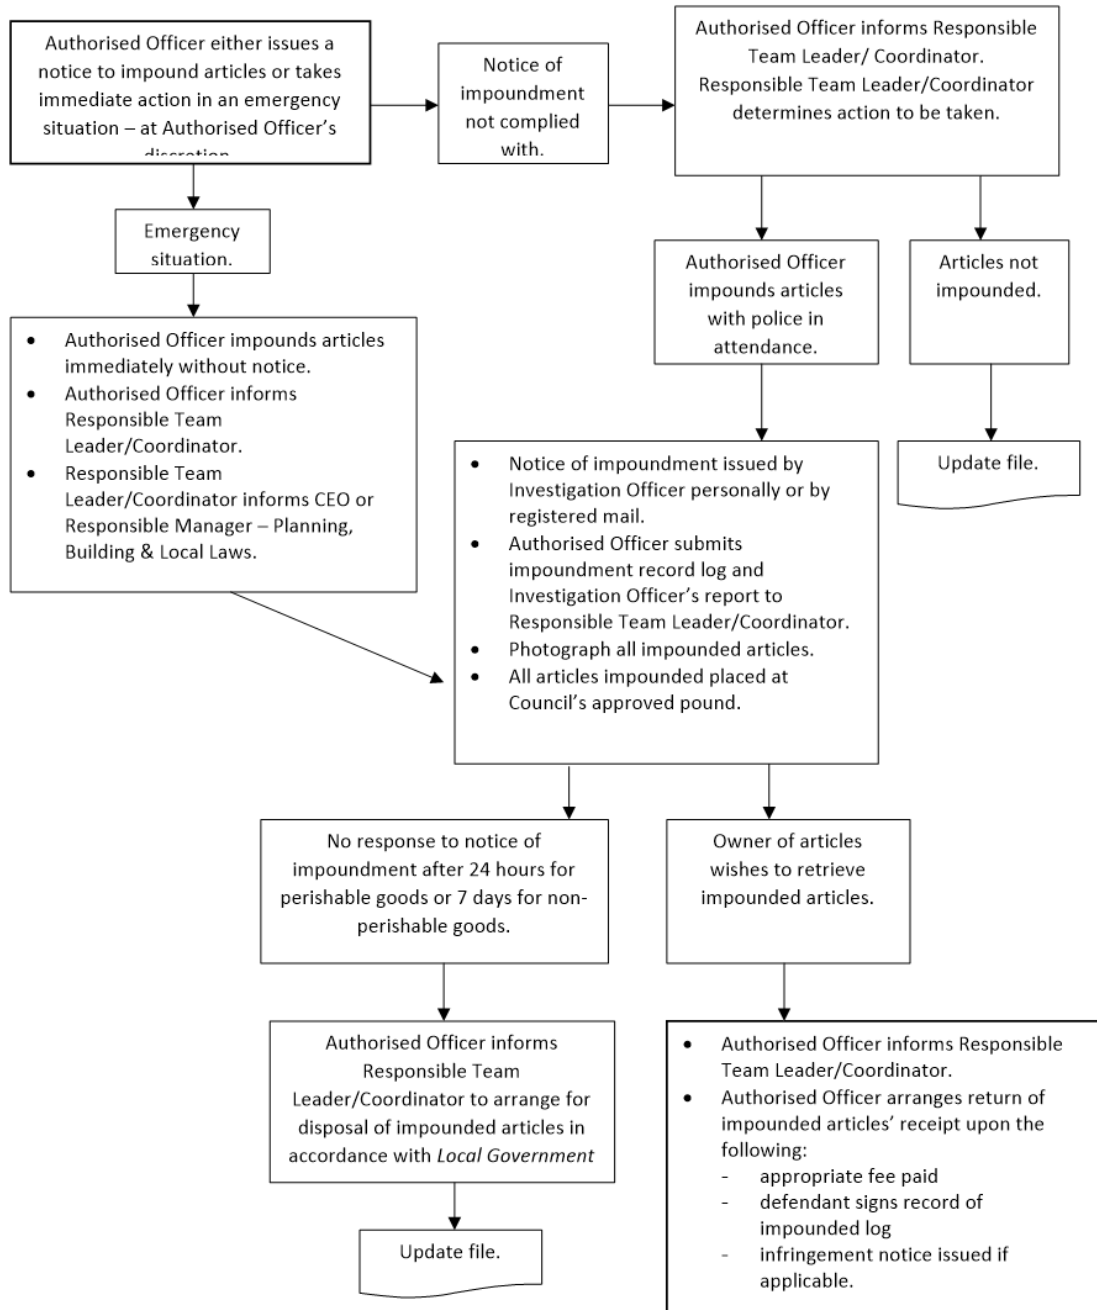 Authorised Officer either issues a
notice to impound articles or takes
immediate action in an emergency
situation – at Authorised Officer's
discretion
Notice of
impoundment
not complied
with.
Authorised Officer informs Responsible
Team Leader/ Coordinator.
Responsible Team Leader/Coordinator
determines action to be taken.
Emergency
situation.
Authorised Officer
impounds articles
with police in
attendance.
Articles not
impounded.
• Authorised Officer impounds articles
immediately without notice.
• Authorised Officer informs
Responsible Team
Leader/Coordinator.
• Responsible Team
Leader/Coordinator informs CEO or
Responsible Manager – Planning,
Building & Local Laws.
Update file.
• Notice of impoundment issued by
Investigation Officer personally or by
registered mail.
• Authorised Officer submits
impoundment record log and
Investigation Officer's report to
Responsible Team Leader/Coordinator.
• Photograph all impounded articles.
• All articles impounded placed at
Council's approved pound.
No response to notice of
impoundment after 24 hours for
perishable goods or 7 days for non-
perishable goods.
Owner of articles
wishes to retrieve
impounded articles.
Authorised Officer informs
Responsible Team
Leader/Coordinator to arrange for
disposal of impounded articles in
accordance with Local Government
Update file.
• Authorised Officer informs Responsible
Team Leader/Coordinator.
• Authorised Officer arranges return of
impounded articles' receipt upon the
following:
- appropriate fee paid
- defendant signs record of
impounded log
- infringement notice issued if
applicable.